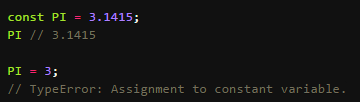 const PI = 3.1415;
PI // 3.1415
PI = 3;
// TypeError: Assignment to constant variable.